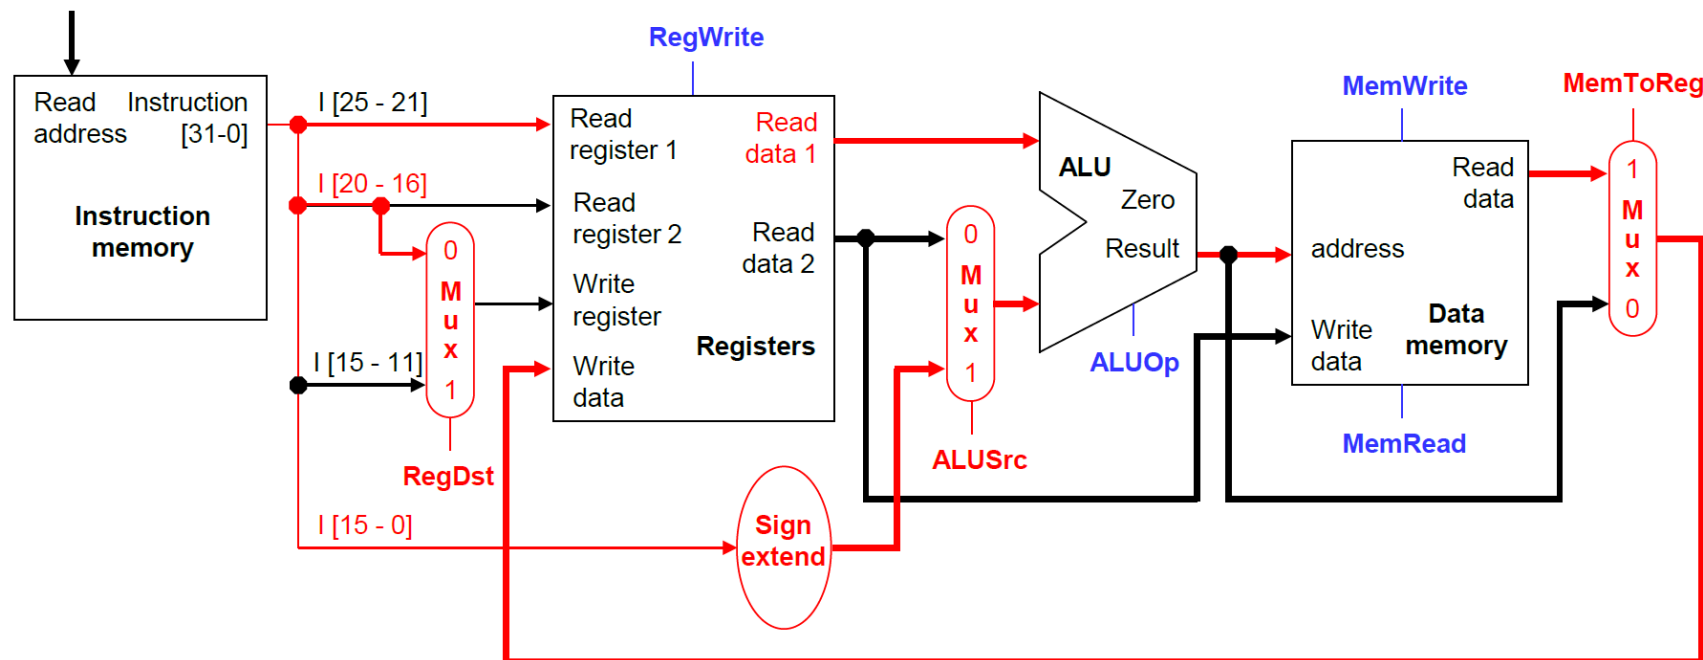 RegWrite
MemWrite
MemToReg
Read Instruction
address [31-0]
Instruction
memory
I [25 - 21]
I [20 - 16]
I [15 - 11]
I [15 - 0]
0
M
u
x
1
RegDst
Read
register 1
Read
data 1
Read
register 2
Read
data 2
Write
register
Registers
Write
data
Sign
extend
0
M
u
x
1
ALUSrc
ALU
Zero
Result
ALUOp
Read
data
address
Write
data
Data
memory
MemRead
1
M
u
x
0